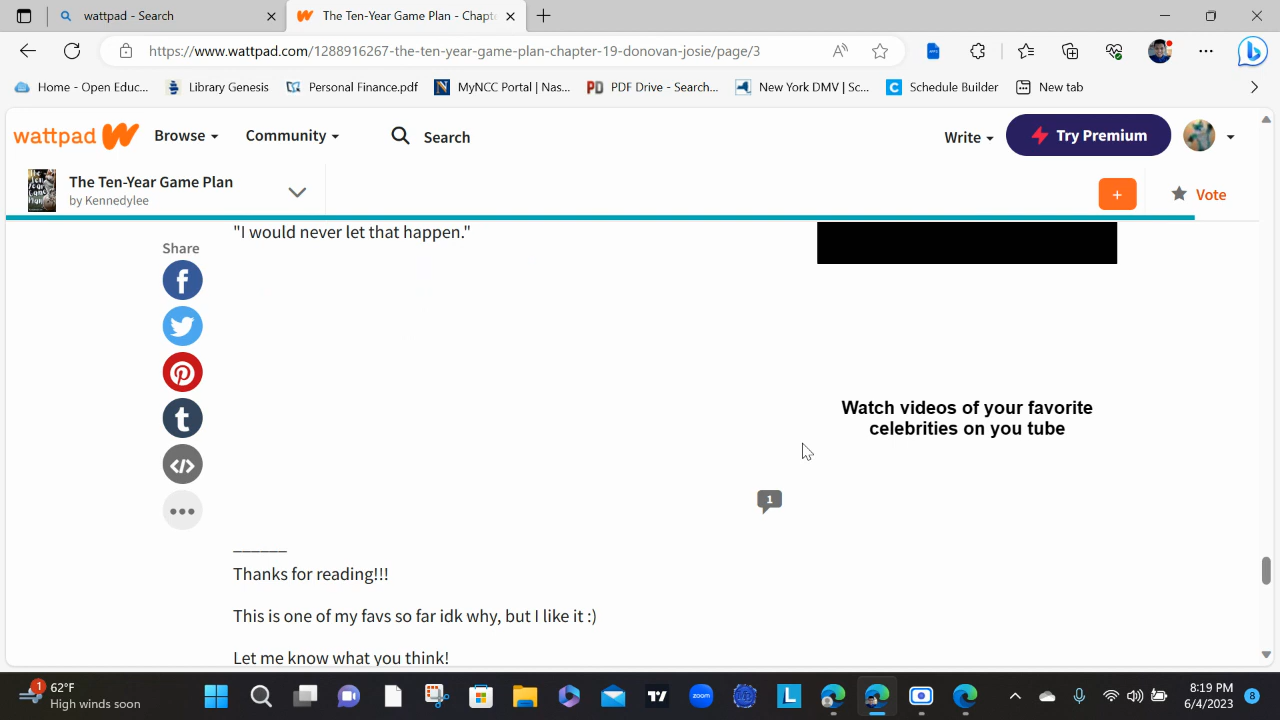 wattpad - Search
The Ten-Year Game Plan - Chapt
https://www.wattpad.com/1288916267-the-ten-year-game-plan-chapter-19-donovan-josie/page/3
Home - Open Educ...
Library Genesis
Personal Finance.pdf
MyNCC Portal | Nas...
PDF Drive - Search...
New York DMV | Sc...
Schedule Builder
New tab
wattpad
Browse
Community
Search
Write
Try Premium
The Ten-Year Game Plan
by Kennedylee
+
Vote
"I would never let that happen."
Share
Watch videos of your favorite
celebrities on you tube
1
______
Thanks for reading!!!
This is one of my favs so far idk why, but I like it :)
Let me know what you think!
1
62°F
High winds soon
zoom
L
8:19 PM
6/4/2023
8